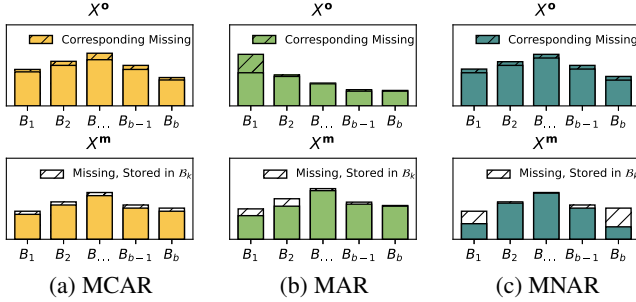 X^o X^o X^o
Corresponding Missing Corresponding Missing Corresponding Missing
B_1 B_2 B_... B_{b-1} B_b B_1 B_2 B_... B_{b-1} B_b B_1 B_2 B_... B_{b-1} B_b
X^m X^m X^m
Missing, Stored in ℬ_k Missing, Stored in ℬ_k Missing, Stored in ℬ_k
B_1 B_2 B_... B_{b-1} B_b B_1 B_2 B_... B_{b-1} B_b B_1 B_2 B_... B_{b-1} B_b
(a) MCAR (b) MAR (c) MNAR